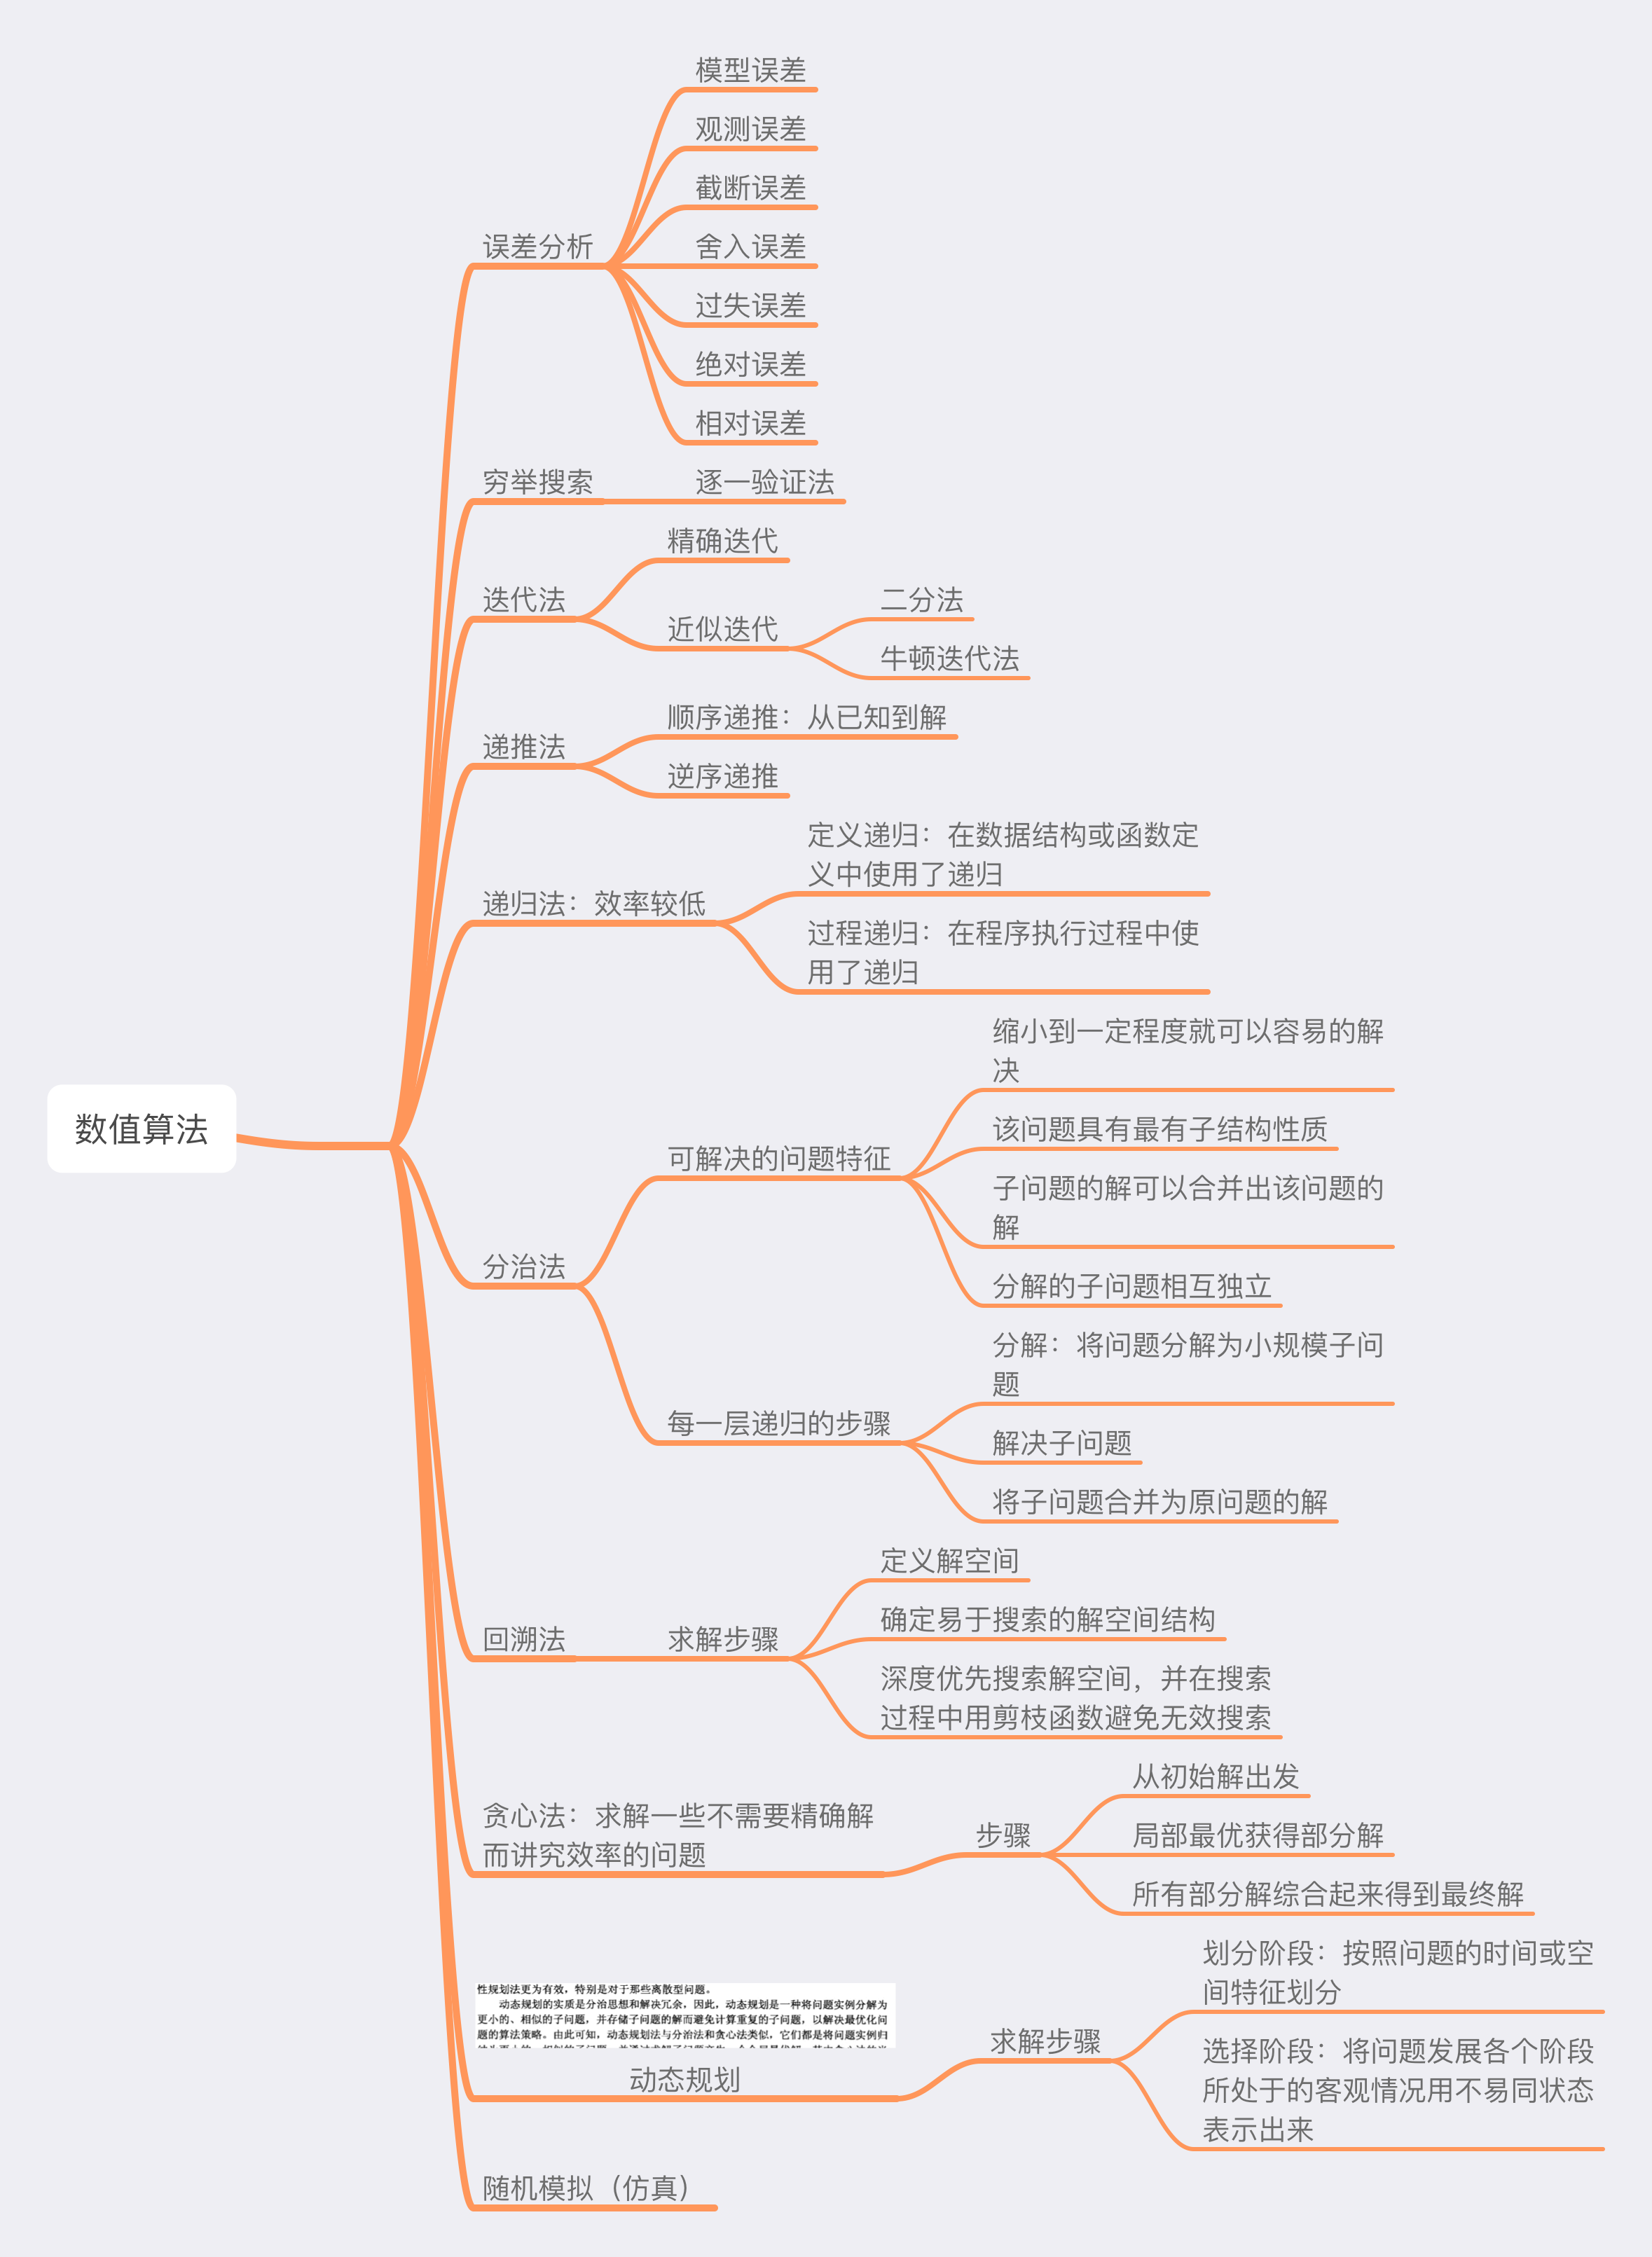 模型误差
观测误差
截断误差
误差分析
舍入误差
过失误差
绝对误差
相对误差
穷举搜索
逐一验证法
精确迭代
迭代法
二分法
近似迭代
牛顿迭代法
顺序递推：从已知到解
递推法
逆序递推
定义递归：在数据结构或函数定
义中使用了递归
递归法：效率较低
过程递归：在程序执行过程中使
用了递归
数值算法
缩小到一定程度就可以容易的解
决
该问题具有最有子结构性质
可解决的问题特征
子问题的解可以合并出该问题的
解
分治法
分解的子问题相互独立
分解：将问题分解为小规模子问
题
每一层递归的步骤
解决子问题
将子问题合并为原问题的解
定义解空间
确定易于搜索的解空间结构
回溯法
求解步骤
深度优先搜索解空间，并在搜索
过程中用剪枝函数避免无效搜索
从初始解出发
贪心法：求解一些不需要精确解
而讲究效率的问题
步骤
局部最优获得部分解
所有部分解综合起来得到最终解
划分阶段：按照问题的时间或空
间特征划分
性规划法更为有效，特别是对于那些离散型问题。
动态规划的实质是分治思想和解决冗余，因此，动态规划是一种将问题实例分解为
更小的、相似的子问题，并存储子问题的解而避免计算重复的子问题，以解决最优化问
题的算法策略。由此可知，动态规划法与分治法和贪心法类似，它们都是将问题实例归
动态规划
求解步骤
选择阶段：将问题发展各个阶段
所处于的客观情况用不易同状态
表示出来
随机模拟（仿真）